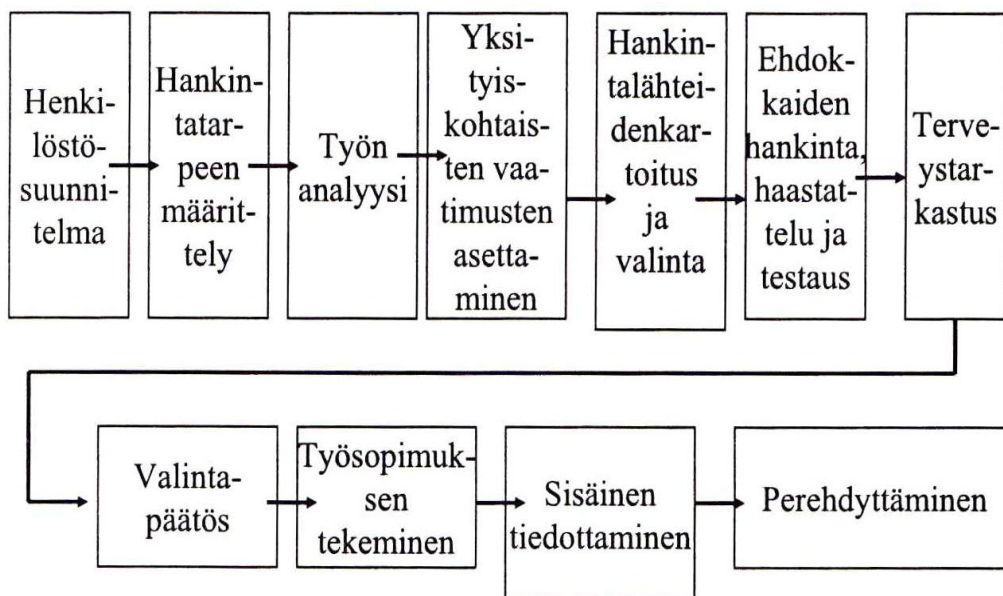 Henki-
löstö-
suunni-
telma
Hankin-
tatar-
peen
määrit-
tely
Työn
analyysi
Yksi-
tyis-
kohtais-
ten vaa-
timusten
asetta-
minen
Hankin-
talähtei-
denkar-
toitus
ja
valinta
Ehdok-
kaiden
hankinta,
haastat-
telu ja
testaus
Terve-
ystar-
kastus
Valinta-
päätös
Työsopimuk-
sen
tekeminen
Sisäinen
tiedottaminen
Perehdyttäminen